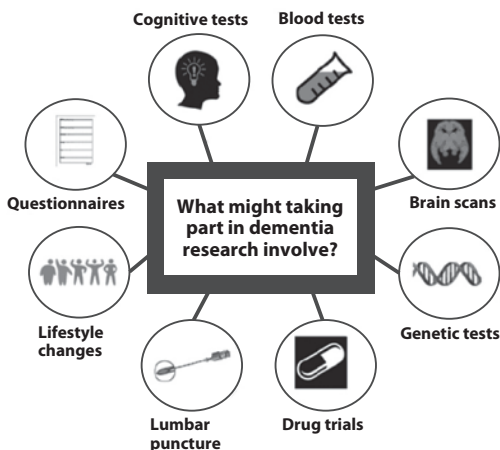 Cognitive tests
Blood tests
Questionnaires
What might taking
part in dementia
research involve?
Brain scans
Lifestyle
changes
Genetic tests
Lumbar
puncture
Drug trials